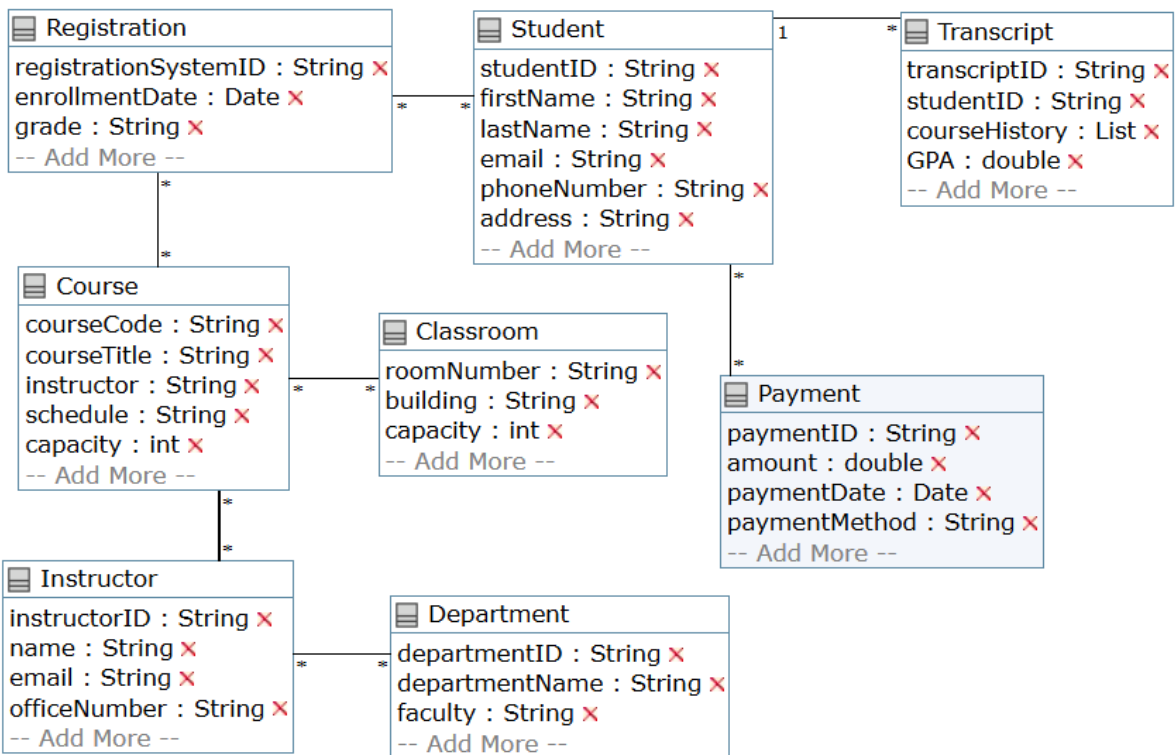 Registration
registrationSystemID : String
enrollmentDate : Date
grade : String
-- Add More --
*
*
*
*
Student
studentID : String
firstName : String
lastName : String
email : String
phoneNumber : String
address : String
-- Add More --
1
*
*
*
Transcript
transcriptID : String
studentID : String
courseHistory : List
GPA : double
-- Add More --
Course
courseCode : String
courseTitle : String
instructor : String
schedule : String
capacity : int
-- Add More --
*
*
*
*
Classroom
roomNumber : String
building : String
capacity : int
-- Add More --
Payment
paymentID : String
amount : double
paymentDate : Date
paymentMethod : String
-- Add More --
Instructor
instructorID : String
name : String
email : String
officeNumber : String
-- Add More --
*
*
Department
departmentID : String
departmentName : String
faculty : String
-- Add More --